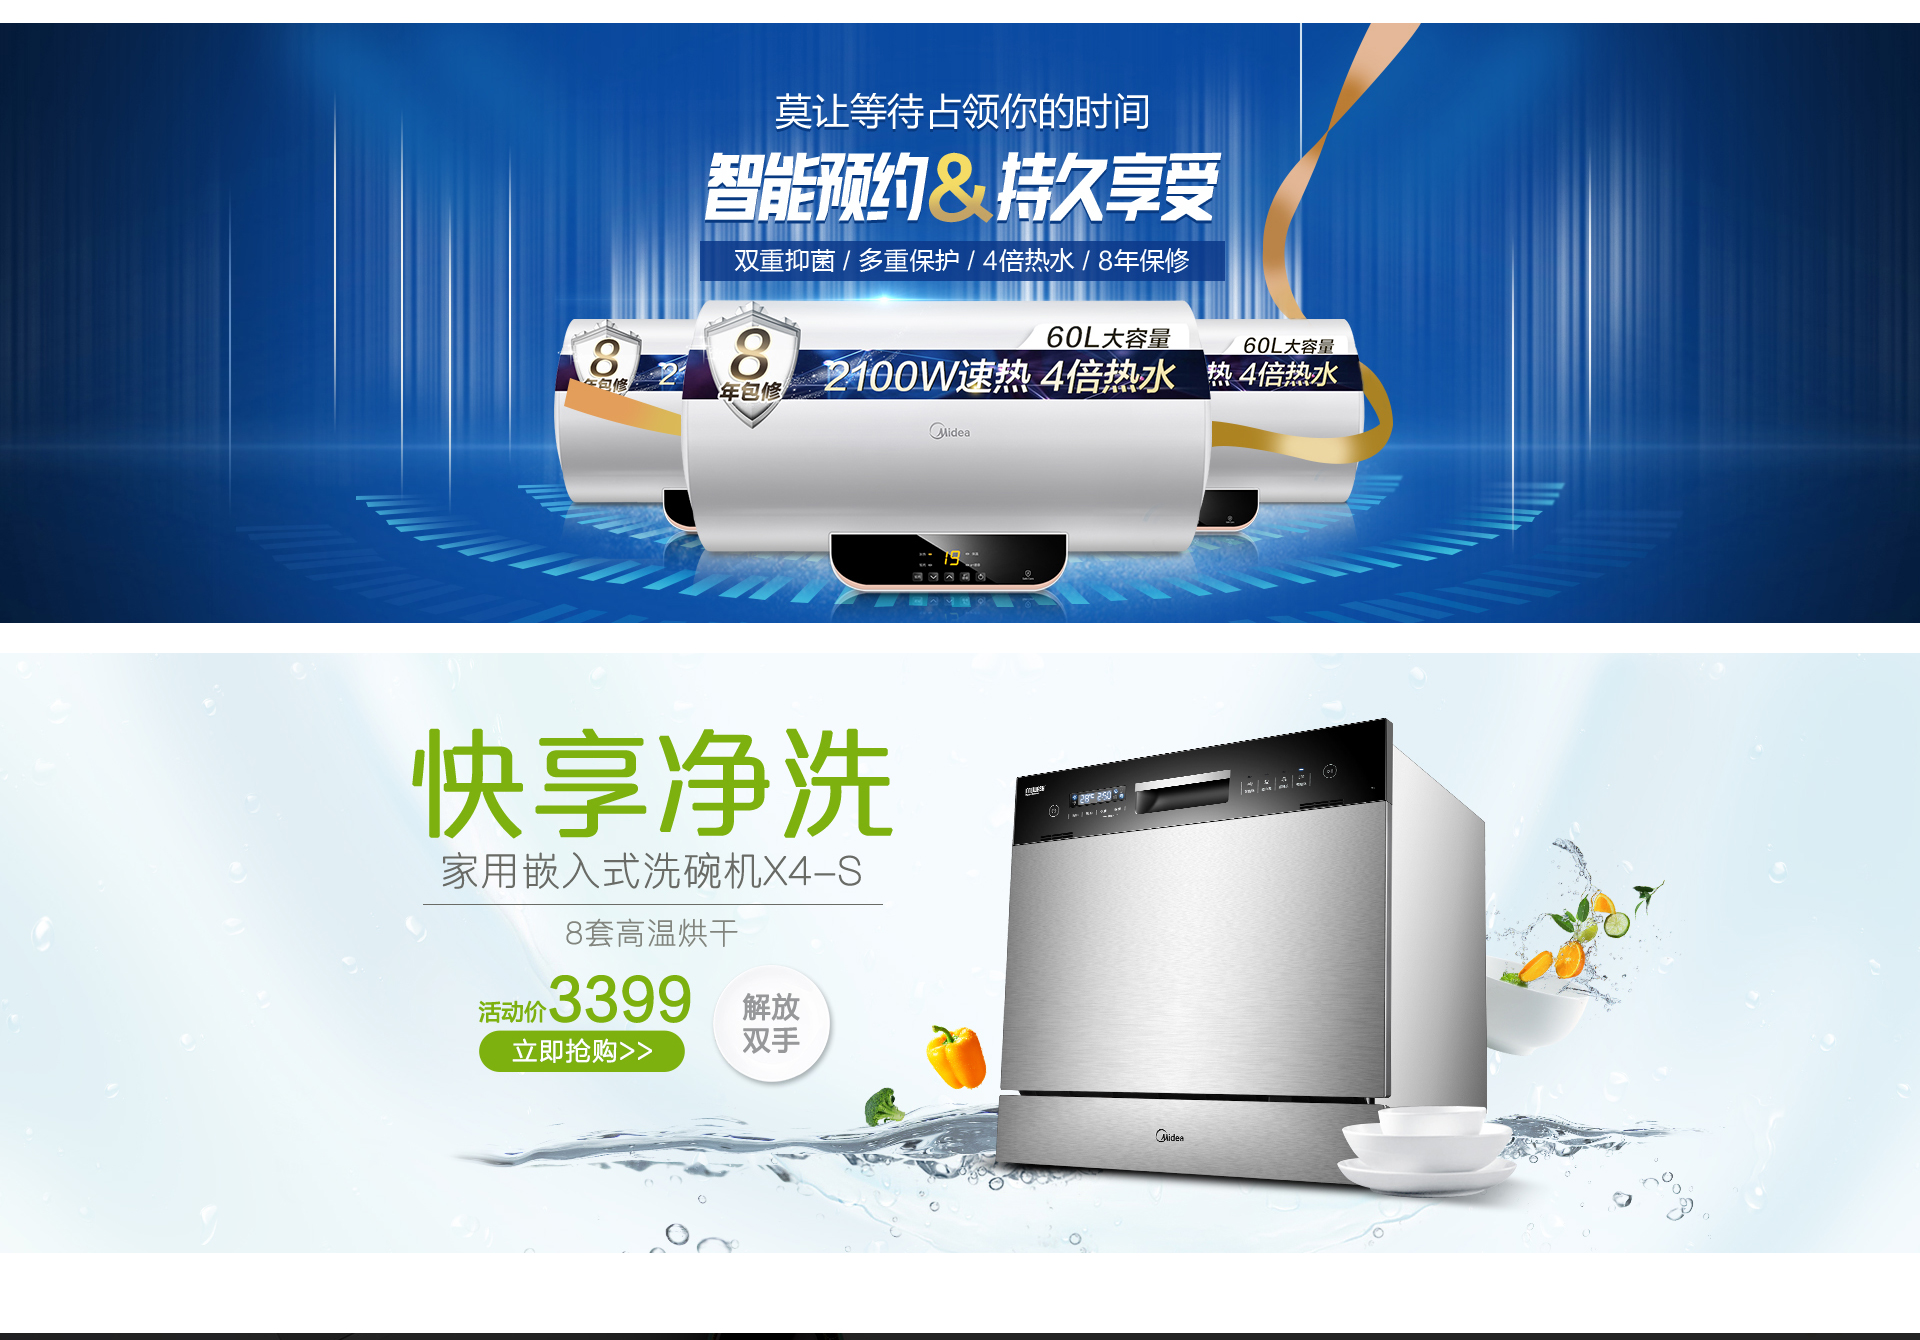 莫让等待占领你的时间
智能预约&持久享受
双重抑菌 / 多重保护 / 4倍热水 / 8年保修
8
年包修
60L大容量
2100W速热 4倍热水
Midea
19
8
年包修
60L大容量
热 4倍热水
快享净洗
家用嵌入式洗碗机X4-S
8套高温烘干
活动价3399
立即抢购>>
解放
双手
Midea